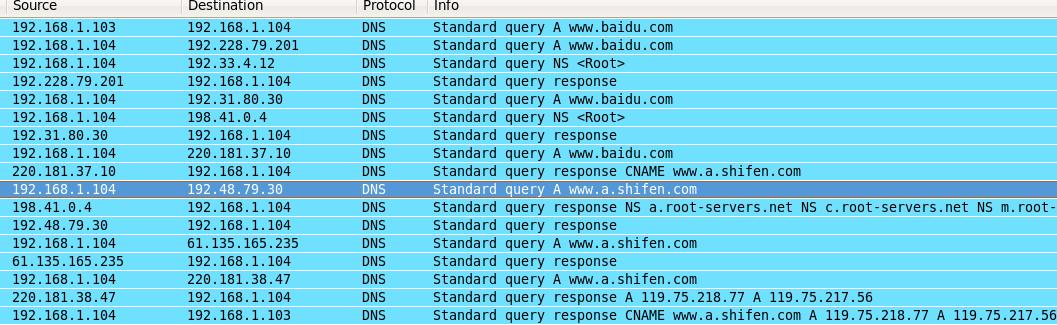 Source Destination Protocol Info
192.168.1.103 192.168.1.104 DNS Standard query A www.baidu.com
192.168.1.104 192.228.79.201 DNS Standard query A www.baidu.com
192.168.1.104 192.33.4.12 DNS Standard query NS <Root>
192.228.79.201 192.168.1.104 DNS Standard query response
192.168.1.104 192.31.80.30 DNS Standard query A www.baidu.com
192.168.1.104 198.41.0.4 DNS Standard query NS <Root>
192.31.80.30 192.168.1.104 DNS Standard query response
192.168.1.104 220.181.37.10 DNS Standard query A www.baidu.com
220.181.37.10 192.168.1.104 DNS Standard query response CNAME www.a.shifen.com
192.168.1.104 192.48.79.30 DNS Standard query A www.a.shifen.com
198.41.0.4 192.168.1.104 DNS Standard query response NS a.root-servers.net NS c.root-servers.net NS m.root-
192.48.79.30 192.168.1.104 DNS Standard query response
192.168.1.104 61.135.165.235 DNS Standard query A www.a.shifen.com
61.135.165.235 192.168.1.104 DNS Standard query response
192.168.1.104 220.181.38.47 DNS Standard query A www.a.shifen.com
220.181.38.47 192.168.1.104 DNS Standard query response A 119.75.218.77 A 119.75.217.56
192.168.1.104 192.168.1.103 DNS Standard query response CNAME www.a.shifen.com A 119.75.218.77 A 119.75.217.56